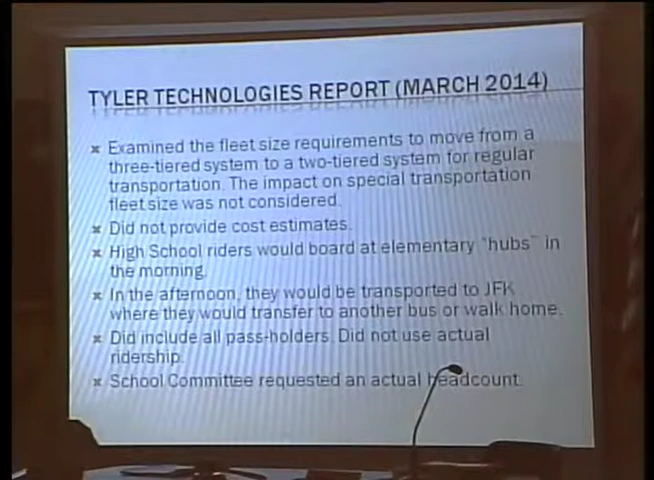 TYLER TECHNOLOGIES REPORT (MARCH 2014)
Examined the fleet size requirements to move from a
three-tiered system to a two-tiered system for regular
transportation. The impact on special transportation
fleet size was not considered.
Did not provide cost estimates.
High School riders would board at elementary "hubs" in
the morning.
In the afternoon, they would be transported to JFK
where they would transfer to another bus or walk home.
Did include all pass-holders. Did not use actual
ridership.
School Committee requested an actual headcount.